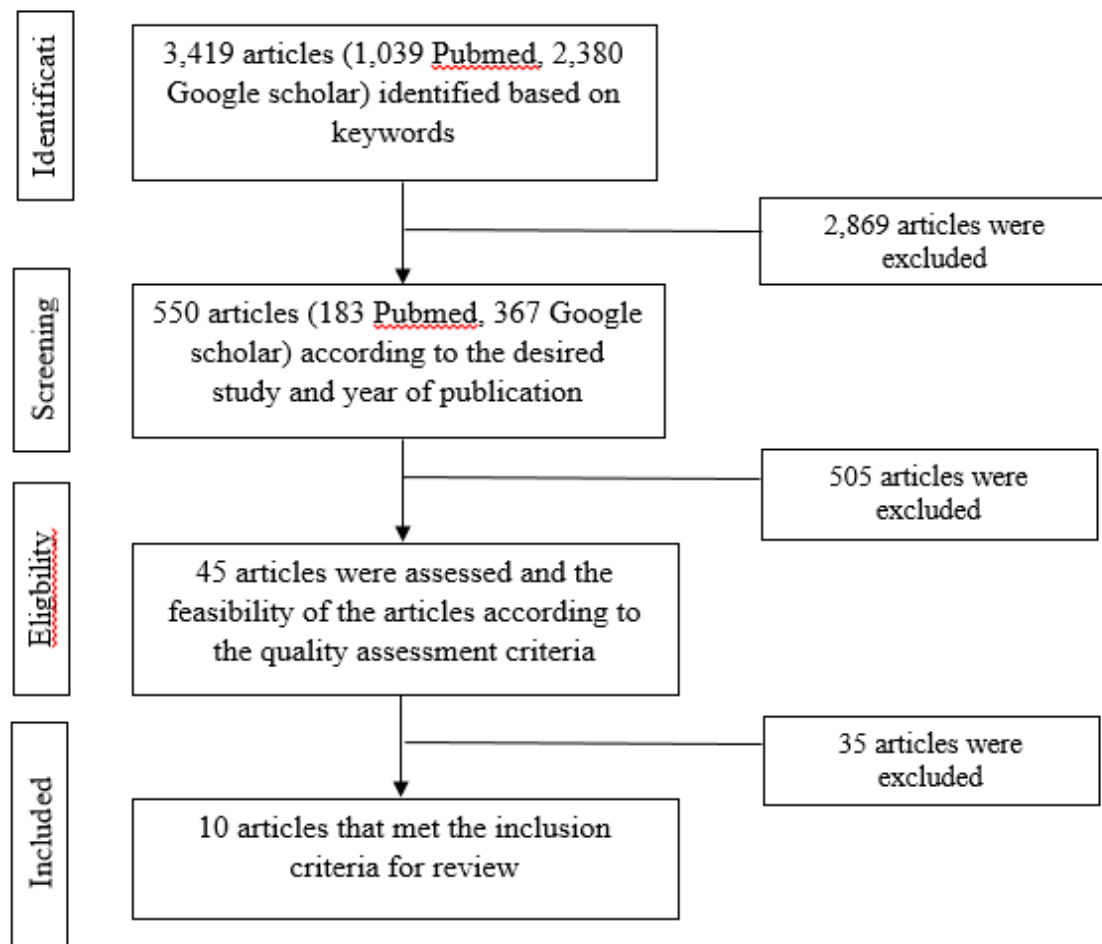 Identificati
3,419 articles (1,039 Pubmed, 2,380
Google scholar) identified based on
keywords
2,869 articles were
excluded
Screening
550 articles (183 Pubmed, 367 Google
scholar) according to the desired
study and year of publication
505 articles were
excluded
Eligbility
45 articles were assessed and the
feasibility of the articles according to
the quality assessment criteria
35 articles were
excluded
Included
10 articles that met the inclusion
criteria for review